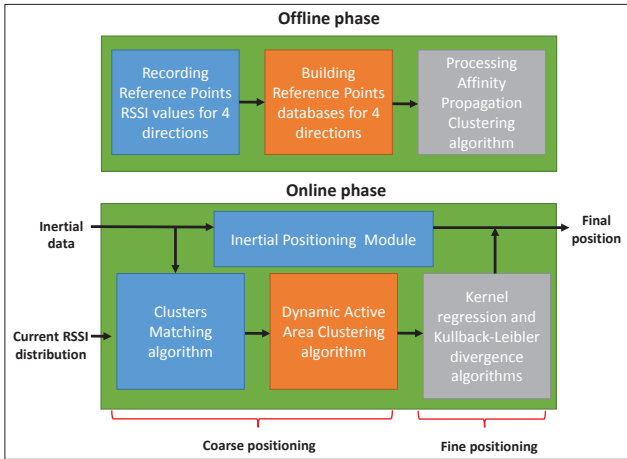 Offline phase
Recording
Reference Points
RSSI values for 4
directions
Building
Reference Points
databases for 4
directions
Processing
Affinity
Propagation
Clustering
algorithm
Online phase
Inertial
data
Inertial Positioning Module
Final
position
Current RSSI
distribution
Clusters
Matching
algorithm
Dynamic Active
Area Clustering
algorithm
Kernel
regression and
Kullback-Leibler
divergence
algorithms
Coarse positioning
Fine positioning